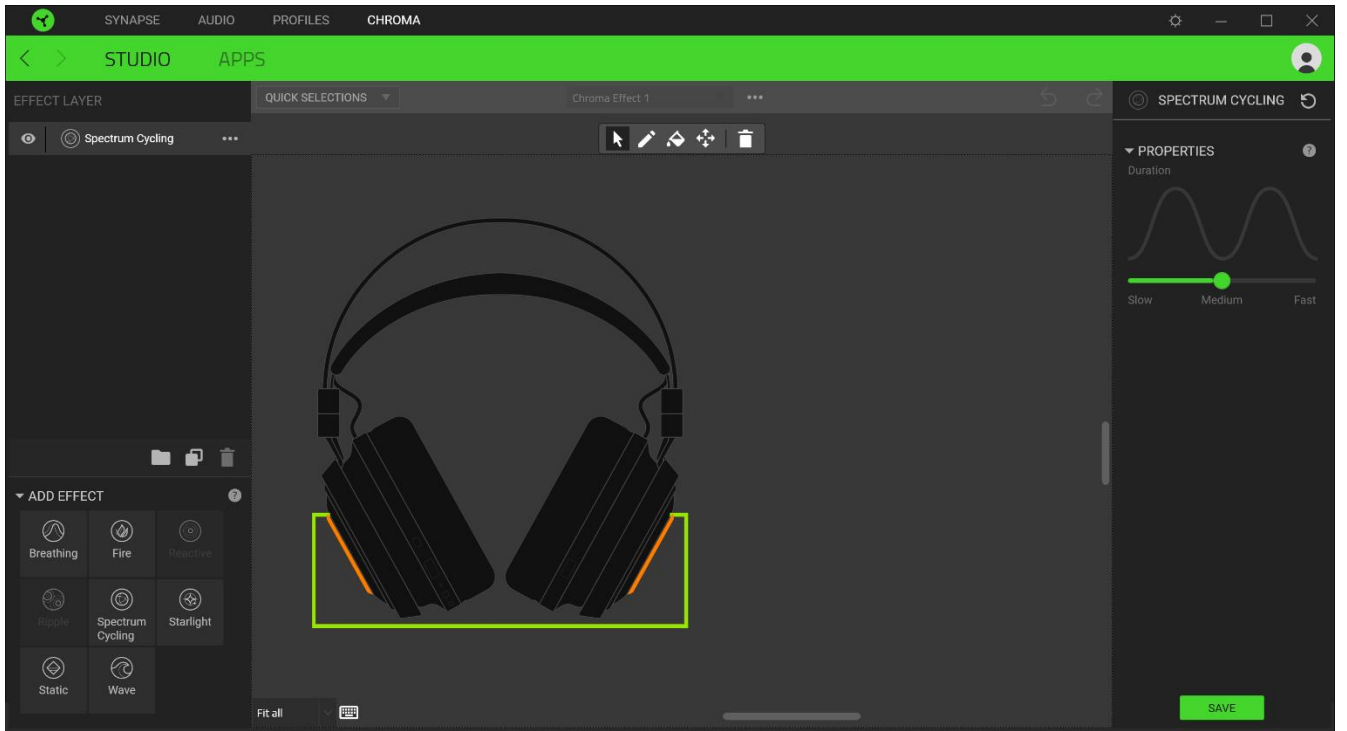 SYNAPSE AUDIO PROFILES CHROMA
STUDIO APPS
EFFECT LAYER
QUICK SELECTIONS
Chroma Effect 1
SPECTRUM CYCLING
Spectrum Cycling
PROPERTIES
Duration
Slow Medium Fast
ADD EFFECT
Breathing Fire Reactive
Ripple Spectrum Cycling Starlight
Static Wave
Fit all
SAVE